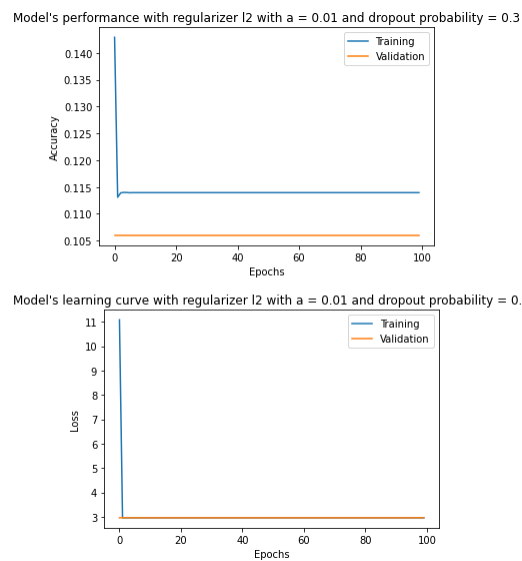 Model's performance with regularizer l2 with a = 0.01 and dropout probability = 0.3
Training
Validation
0.140
0.135
0.130
0.125
0.120
0.115
0.110
0.105
Accuracy
0 20 40 60 80 100
Epochs
Model's learning curve with regularizer l2 with a = 0.01 and dropout probability = 0.
Training
Validation
11
10
9
8
7
6
5
4
3
Loss
0 20 40 60 80 100
Epochs